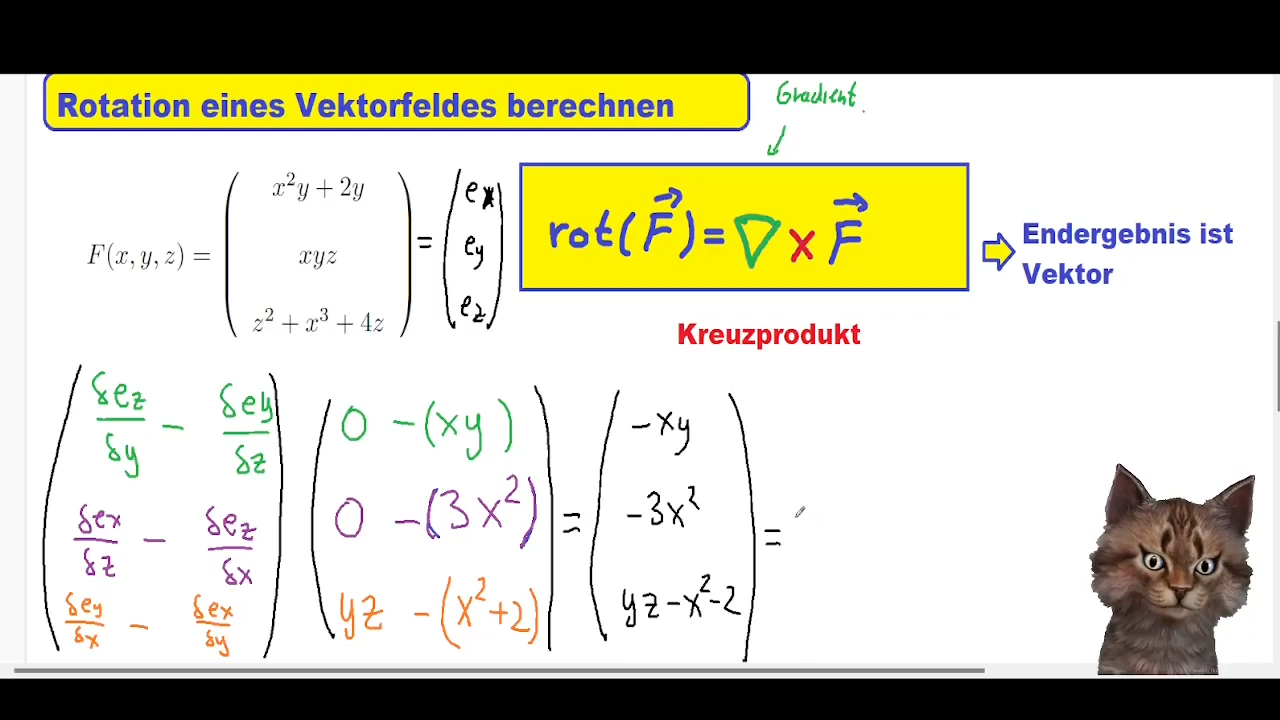 Rotation eines Vektorfeldes berechnen
Gradient.
F(x, y, z) = ( x²y + 2y
xyz
z² + x³ + 4z ) = ( ex
ey
ez )
rot(F⃗) = ∇ x F⃗
Endergebnis ist
Vektor
Kreuzprodukt
( δez/δy − δey/δz
δex/δz − δez/δx
δey/δx − δex/δy )
( 0 −(xy)
0 −(3x²)
yz −(x²+2) )
= ( −xy
−3x²
yz−x²−2 ) =